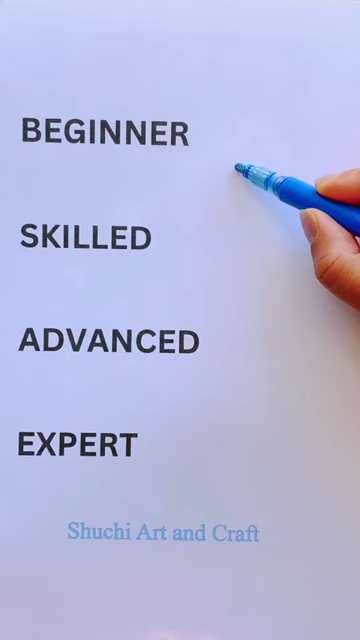 BEGINNER
SKILLED
ADVANCED
EXPERT
Shuchi Art and Craft